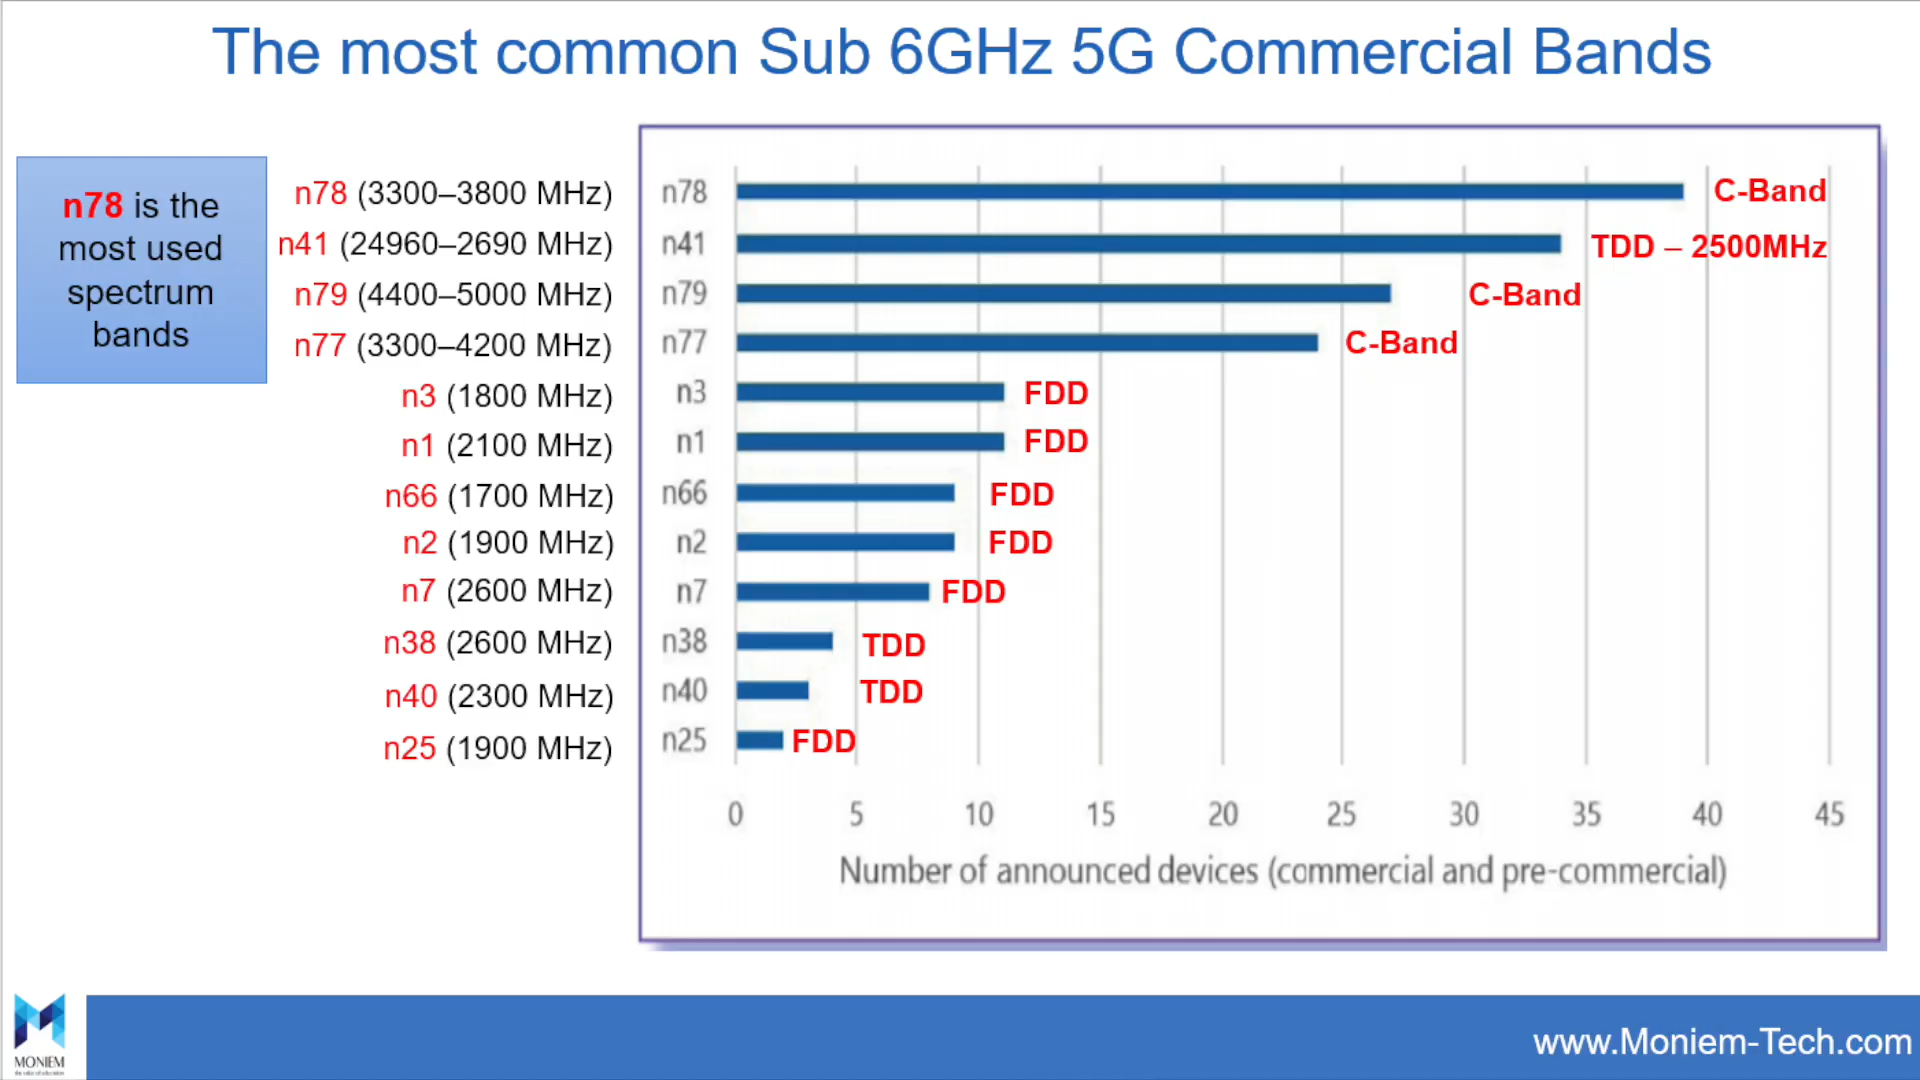 The most common Sub 6GHz 5G Commercial Bands
n78 is the
most used
spectrum
bands
n78 (3300–3800 MHz)
n41 (24960–2690 MHz)
n79 (4400–5000 MHz)
n77 (3300–4200 MHz)
n3 (1800 MHz)
n1 (2100 MHz)
n66 (1700 MHz)
n2 (1900 MHz)
n7 (2600 MHz)
n38 (2600 MHz)
n40 (2300 MHz)
n25 (1900 MHz)
n78 C-Band
n41 TDD – 2500MHz
n79 C-Band
n77 C-Band
n3 FDD
n1 FDD
n66 FDD
n2 FDD
n7 FDD
n38 TDD
n40 TDD
n25 FDD
0 5 10 15 20 25 30 35 40 45
Number of announced devices (commercial and pre-commercial)
MONIEM
www.Moniem-Tech.com